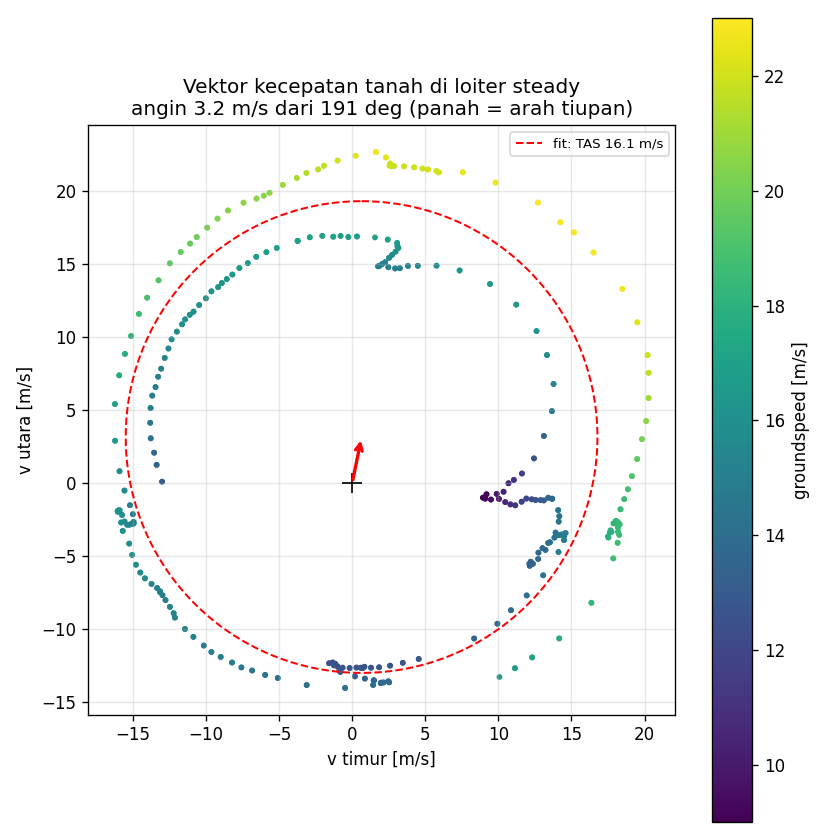 Vektor kecepatan tanah di loiter steady
angin 3.2 m/s dari 191 deg (panah = arah tiupan)
fit: TAS 16.1 m/s
v utara [m/s]
20
15
10
5
0
−5
−10
−15
−15 −10 −5 0 5 10 15 20
v timur [m/s]
22
20
18
16
14
12
10
groundspeed [m/s]